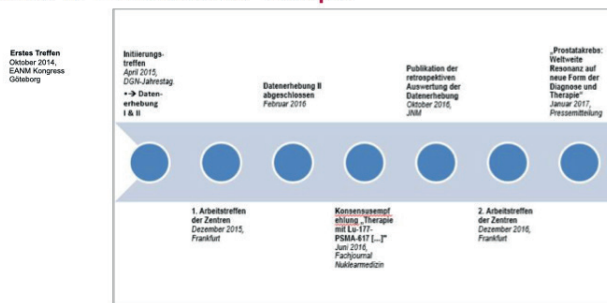 Erstes Treffen
Oktober 2014,
EANM Kongress
Göteborg
Initiierungs-
treffen
April 2015,
DGN-Jahrestag.
•-> Daten-
erhebung
I & II
Datenerhebung II
abgeschlossen
Februar 2016
Publikation der
retrospektiven
Auswertung der
Datenerhebung
Oktober 2016,
JNM
„Prostatakrebs:
Weltweite
Resonanz auf
neue Form der
Diagnose und
Therapie“
Januar 2017,
Pressemitteilung
1. Arbeitstreffen
der Zentren
Dezember 2015,
Frankfurt
Konsensusempf
ehlung „Therapie
mit Lu-177-
PSMA-617 [...]"
Juni 2016,
Fachjournal
Nuklearmedizin
2. Arbeitstreffen
der Zentren
Dezember 2016,
Frankfurt